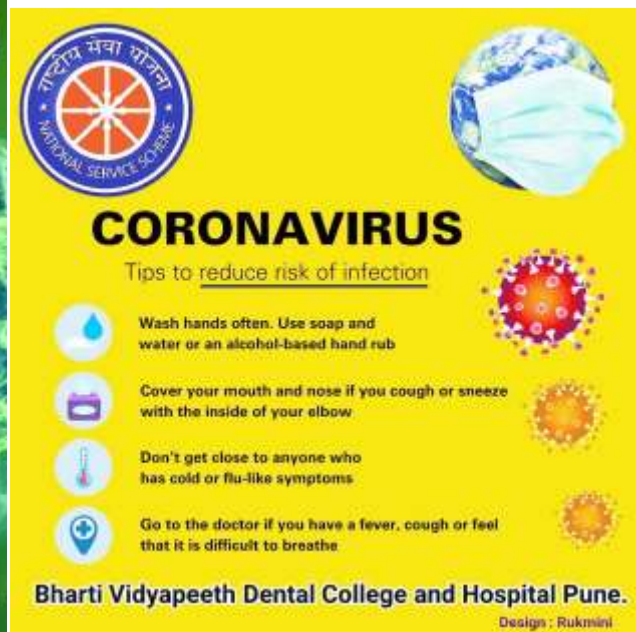 राष्ट्रीय सेवा योजना
NATIONAL SERVICE SCHEME
CORONAVIRUS
Tips to reduce risk of infection
Wash hands often. Use soap and
water or an alcohol-based hand rub
Cover your mouth and nose if you cough or sneeze
with the inside of your elbow
Don't get close to anyone who
has cold or flu-like symptoms
Go to the doctor if you have a fever, cough or feel
that it is difficult to breathe
Bharti Vidyapeeth Dental College and Hospital Pune.
Design : Rukmini